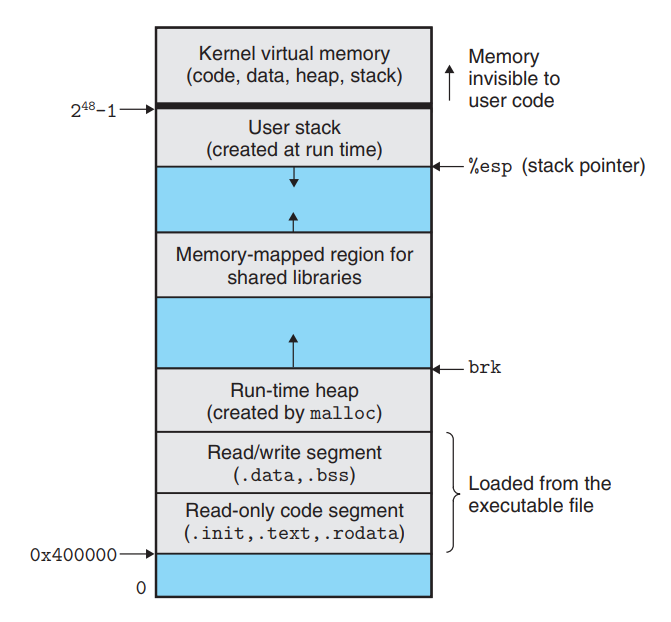 Kernel virtual memory
(code, data, heap, stack)
Memory
invisible to
user code
2⁴⁸−1
User stack
(created at run time)
%esp (stack pointer)
Memory-mapped region for
shared libraries
brk
Run-time heap
(created by malloc)
Read/write segment
(.data,.bss)
Loaded from the
executable file
Read-only code segment
(.init,.text,.rodata)
0x400000
0